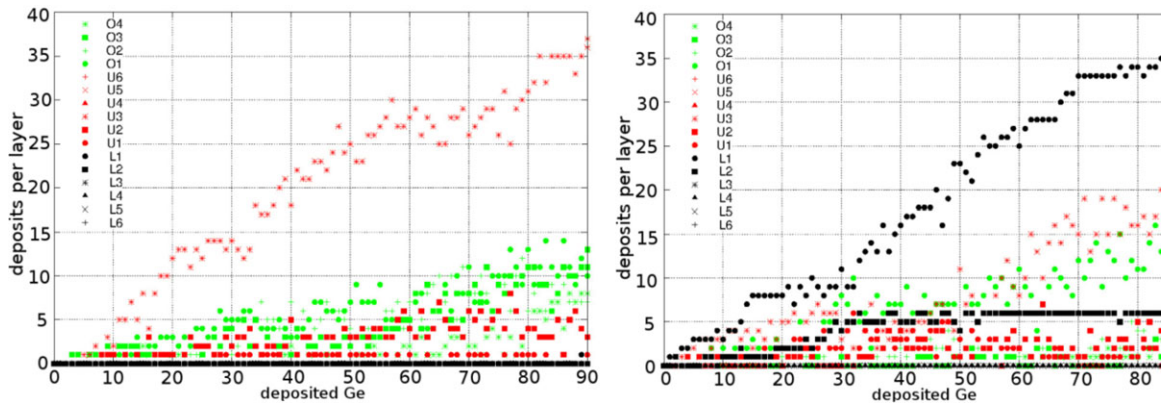 deposits per layer
40
35
30
25
20
15
10
5
0
O4
O3
O2
O1
U6
U5
U4
U3
U2
U1
L1
L2
L3
L4
L5
L6
0 10 20 30 40 50 60 70 80 90
deposited Ge
deposits per layer
40
35
30
25
20
15
10
5
0
O4
O3
O2
O1
U6
U5
U4
U3
U2
U1
L1
L2
L3
L4
L5
L6
0 10 20 30 40 50 60 70 80
deposited Ge